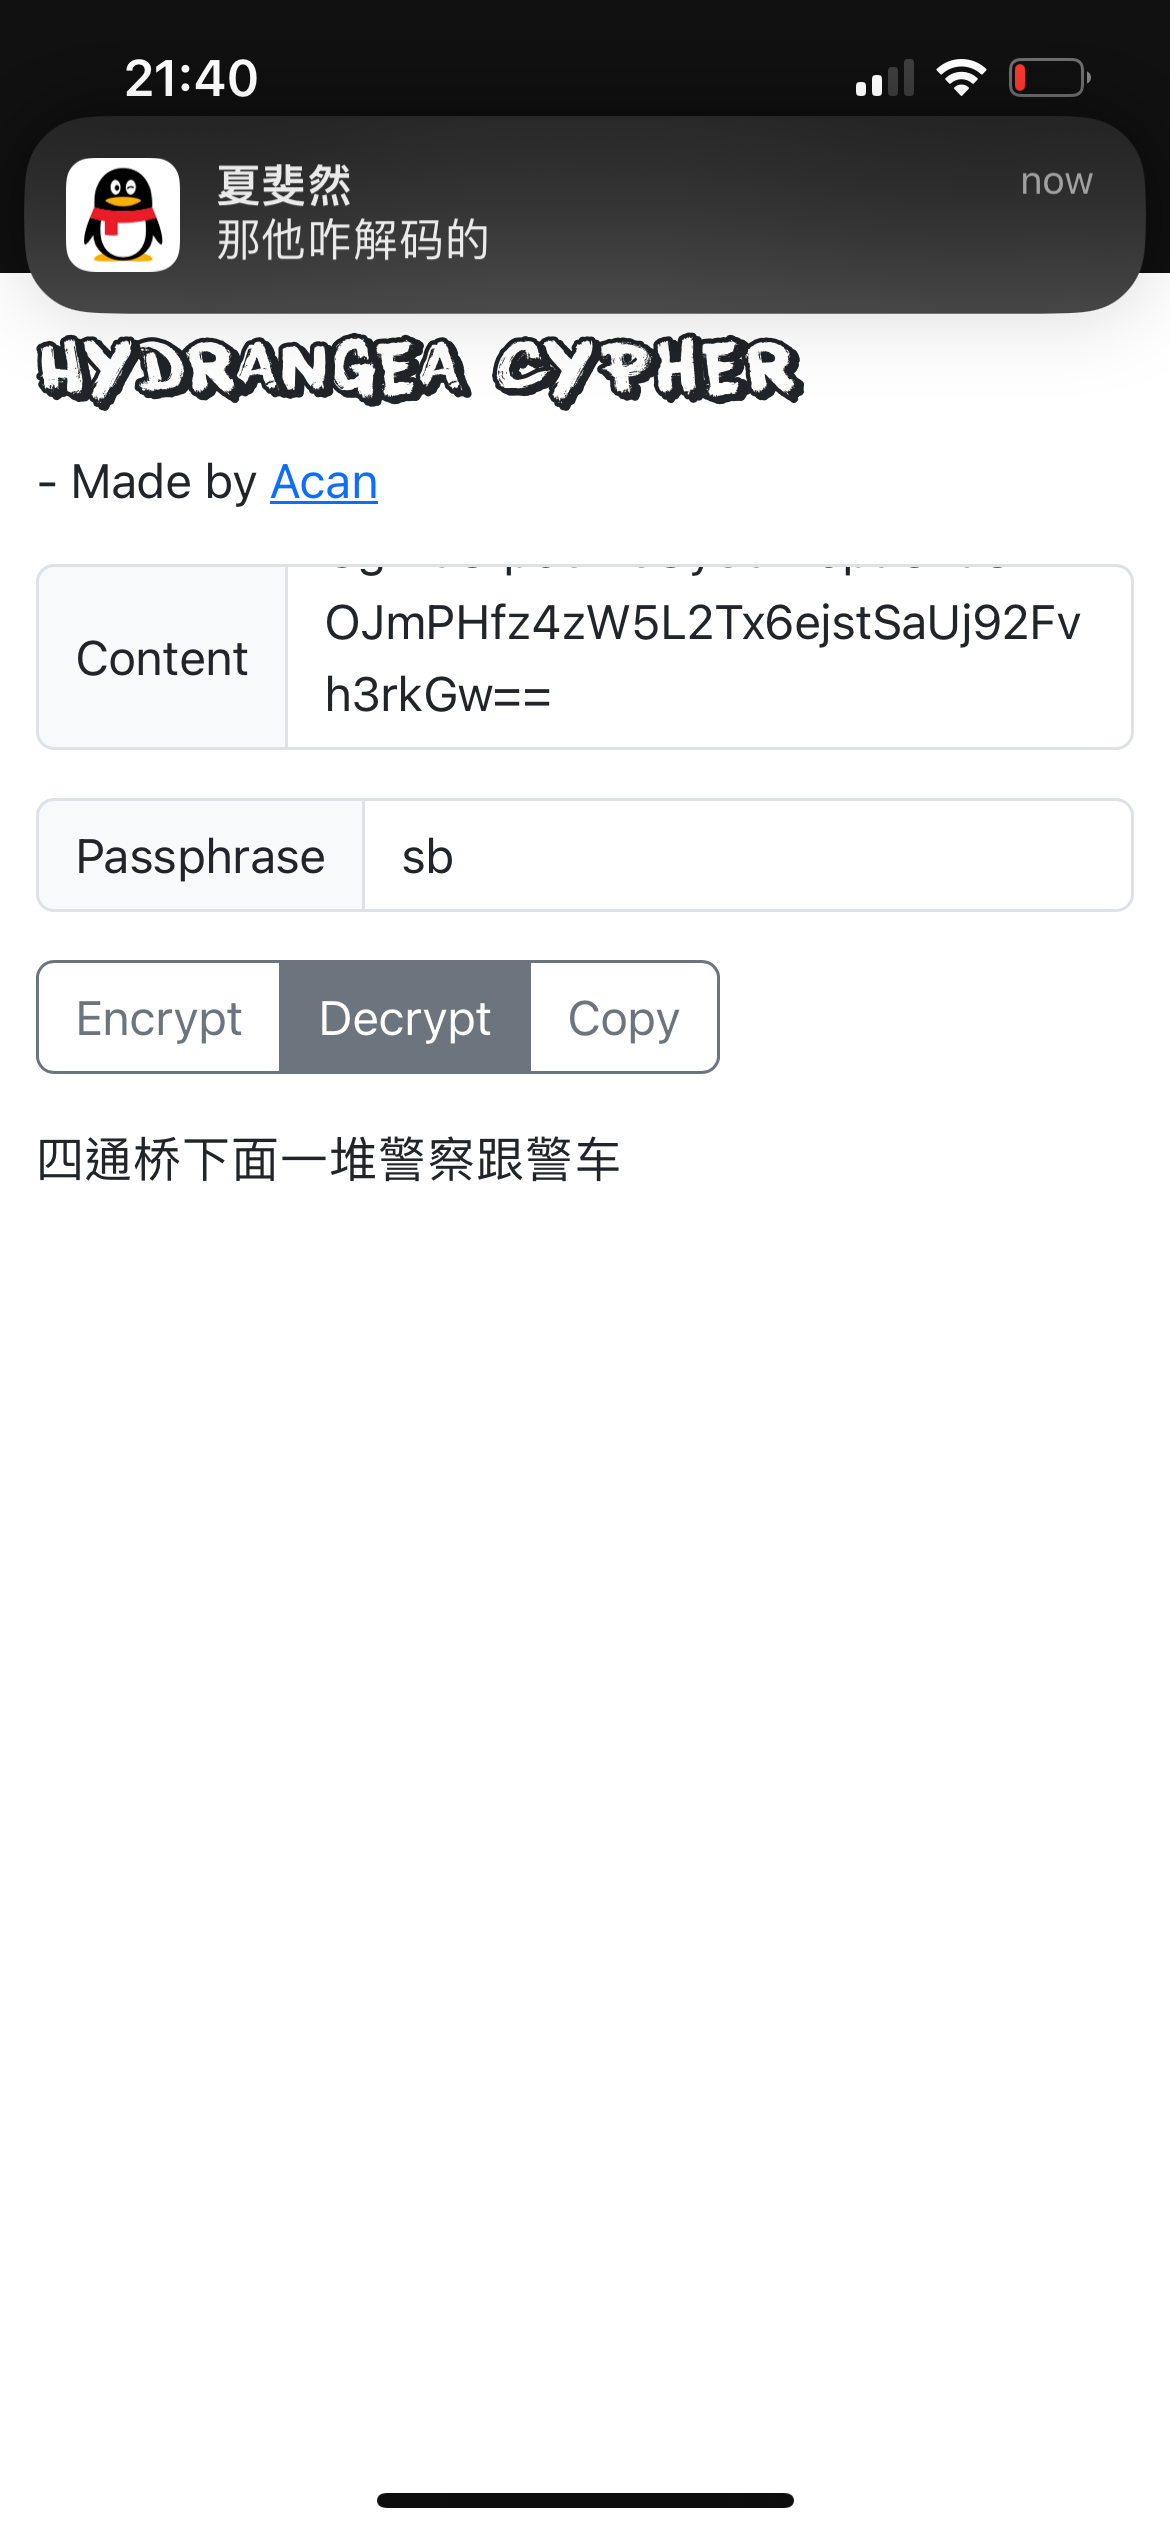 21:40
夏斐然
now
那他咋解码的
HYDRANGEA CYPHER
- Made by Acan
Content
OJmPHfz4zW5L2Tx6ejstSaUj92Fv
h3rkGw==
Passphrase
sb
Encrypt
Decrypt
Copy
四通桥下面一堆警察跟警车